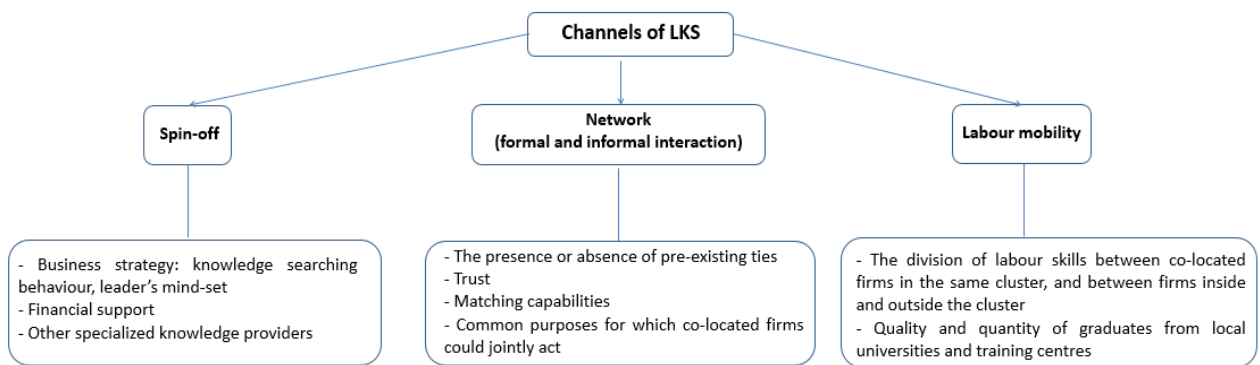 Channels of LKS
Spin-off
Network
(formal and informal interaction)
Labour mobility
- Business strategy: knowledge searching
behaviour, leader's mind-set
- Financial support
- Other specialized knowledge providers
- The presence or absence of pre-existing ties
- Trust
- Matching capabilities
- Common purposes for which co-located firms
could jointly act
- The division of labour skills between co-located
firms in the same cluster, and between firms inside
and outside the cluster
- Quality and quantity of graduates from local
universities and training centres